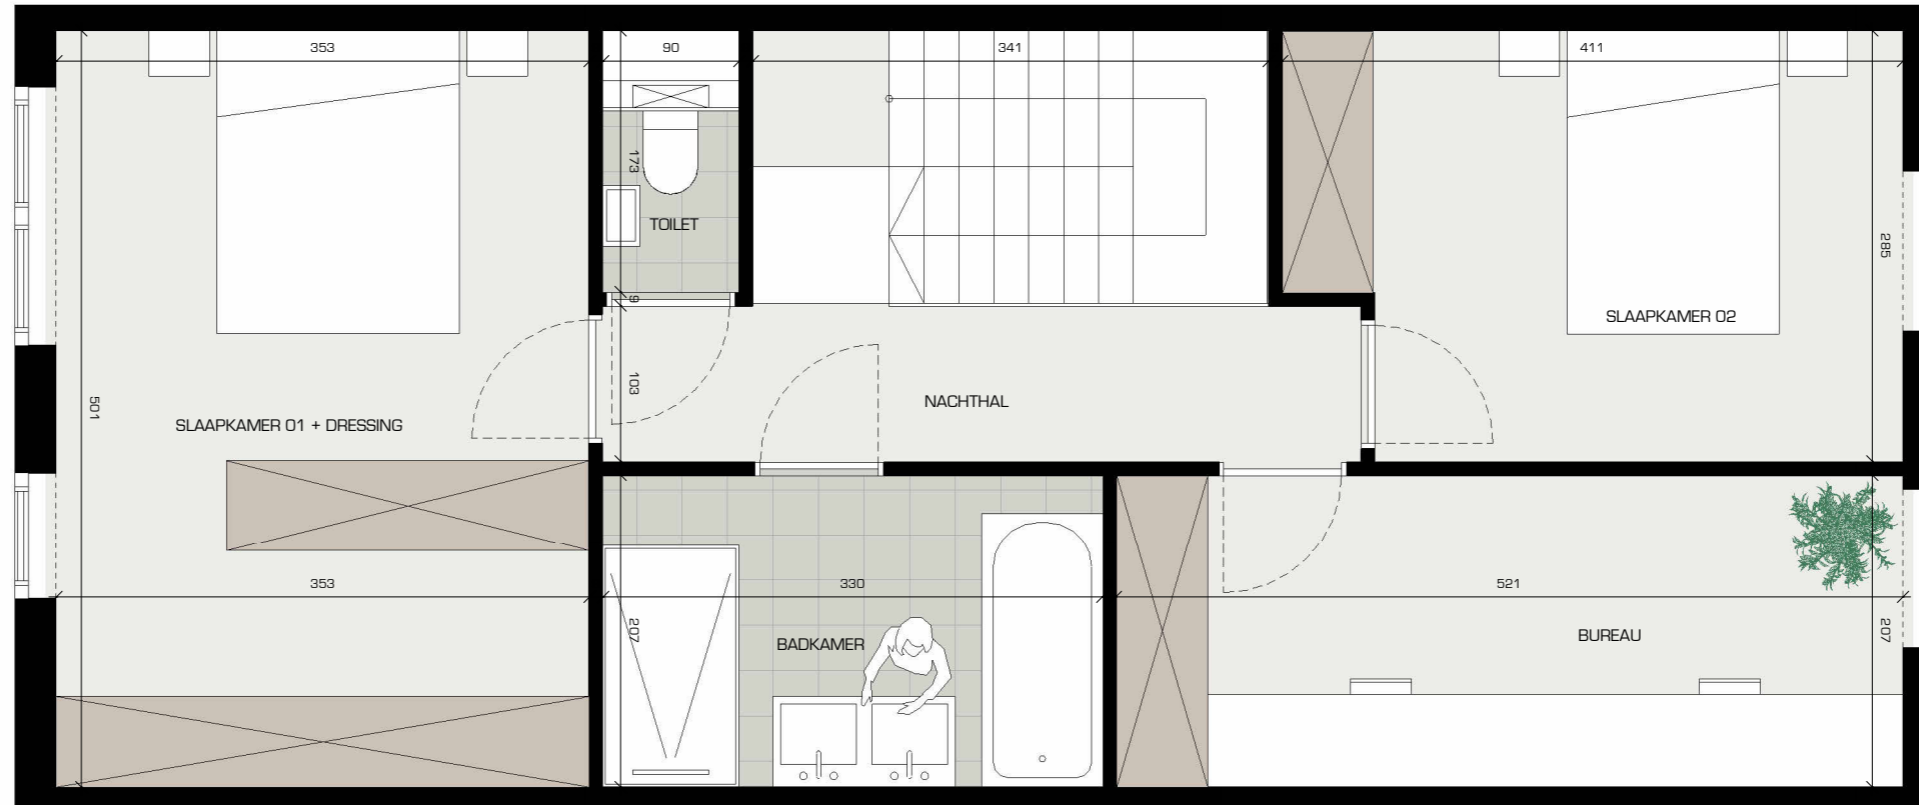 353
90
341
411
173
TOILET
285
9
SLAAPKAMER 02
103
NACHTHAL
501
SLAAPKAMER 01 + DRESSING
353
330
521
207
BADKAMER
BUREAU
207